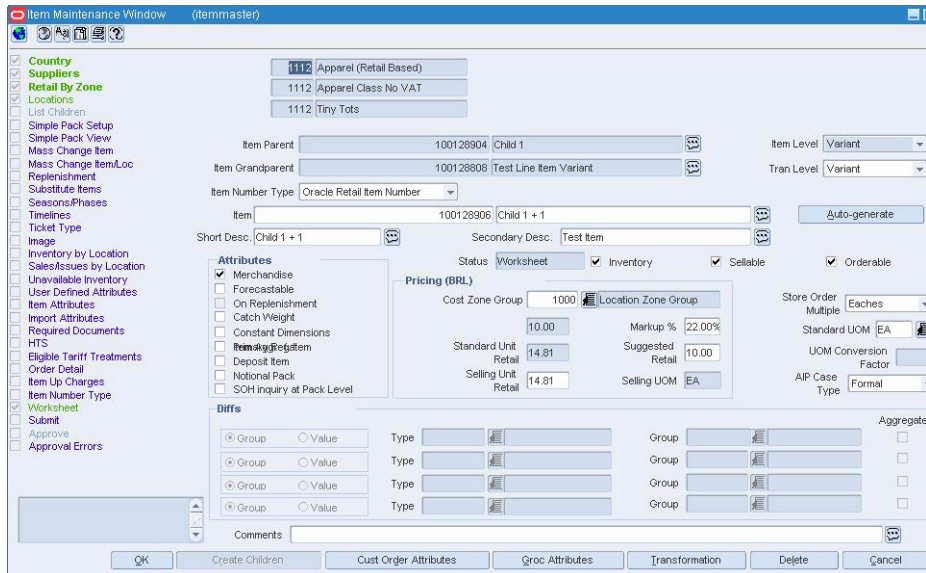 Item Maintenance Window (itemmaster)
Country
Suppliers
Retail By Zone
Locations
List Children
Simple Pack Setup
Simple Pack View
Mass Change Item
Mass Change Item/Loc
Replenishment
Substitute Items
Seasons/Phases
Timelines
Ticket Type
Image
Inventory by Location
Sales/Issues by Location
Unavailable Inventory
User Defined Attributes
Item Attributes
Import Attributes
Required Documents
HTS
Eligible Tariff Treatments
Order Detail
Item Up Charges
Item Number Type
Worksheet
Submit
Approve
Approval Errors
1112 Apparel (Retail Based)
1112 Apparel Class No VAT
1112 Tiny Tots
Item Parent 100128904 Child 1 Item Level Variant
Item Grandparent 100128808 Test Line Item Variant Tran Level Variant
Item Number Type Oracle Retail Item Number
Item 100128906 Child 1 + 1 Auto-generate
Short Desc. Child 1 + 1 Secondary Desc. Test Item
Status Worksheet Inventory Sellable Orderable
Attributes
Merchandise
Forecastable
On Replenishment
Catch Weight
Constant Dimensions
Deposit Item
Notional Pack
SOH inquiry at Pack Level
Pricing (BRL)
Cost Zone Group 1000 Location Zone Group
10.00 Markup % 22.00%
Standard Unit Retail 14.81 Suggested Retail 10.00
Selling Unit Retail 14.81 Selling UOM EA
Store Order Multiple Eaches
Standard UOM EA
UOM Conversion Factor
AIP Case Type Formal
Diffs
Aggregate
Group Value Type Group
Group Value Type Group
Group Value Type Group
Group Value Type Group
Comments
OK Create Children Cust Order Attributes Groc Attributes Transformation Delete Cancel